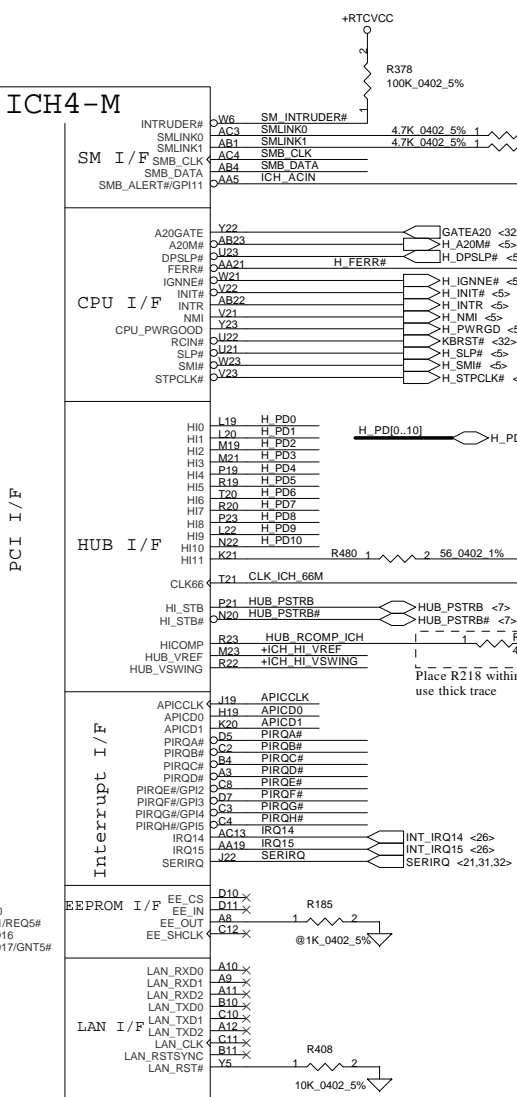 +RTCVCC
2
R378
100K_0402_5%
1
ICH4-M
INTRUDER# W6 SM_INTRUDER#
SMLINK0 AC3 SMLINK0 4.7K_0402_5% 1
SMLINK1 AB1 SMLINK1 4.7K_0402_5% 1
SM I/F
SMB_CLK AC4 SMB_CLK
SMB_DATA AB4 SMB_DATA
SMB_ALERT#/GPI11 AA5 ICH_ACIN
A20GATE Y22 GATEA20 <32
A20M# AB23 H_A20M# <5>
DPSLP# U23 H_DPSLP# <5
FERR# AA21 H_FERR#
IGNNE# W21 H_IGNNE# <5
INIT# V22 H_INIT# <5>
CPU I/F
INTR AB22 H_INTR <5>
NMI V21 H_NMI <5>
CPU_PWRGOOD Y23 H_PWRGD <5
RCIN# U22 KBRST# <32>
SLP# U21 H_SLP# <5>
SMI# W23 H_SMI# <5>
STPCLK# V23 H_STPCLK# <
HI0 L19 H_PD0
HI1 L20 H_PD1
H_PD[0..10] H_PD
HI2 M19 H_PD2
HI3 M21 H_PD3
HI4 P19 H_PD4
HI5 R19 H_PD5
HI6 T20 H_PD6
HI7 R20 H_PD7
PCI I/F
HUB I/F
HI8 P23 H_PD8
HI9 L22 H_PD9
HI10 N22 H_PD10
HI11 K21 R480 1 2 56_0402_1%
CLK66 T21 CLK_ICH_66M
HI_STB P21 HUB_PSTRB HUB_PSTRB <7>
HI_STB# N20 HUB_PSTRB# HUB_PSTRB# <7>
HICOMP R23 HUB_RCOMP_ICH 1
HUB_VREF M23 +ICH_HI_VREF
HUB_VSWING R22 +ICH_HI_VSWING
Place R218 within
use thick trace
APICCLK J19 APICCLK
APICD0 H19 APICD0
APICD1 K20 APICD1
PIRQA# D5 PIRQA#
PIRQB# C2 PIRQB#
PIRQC# B4 PIRQC#
PIRQD# A3 PIRQD#
Interrupt I/F
PIRQE#/GPI2 C8 PIRQE#
PIRQF#/GPI3 D7 PIRQF#
PIRQG#/GPI4 C3 PIRQG#
PIRQH#/GPI5 C4 PIRQH#
IRQ14 AC13 IRQ14 INT_IRQ14 <26>
IRQ15 AA19 IRQ15 INT_IRQ15 <26>
SERIRQ J22 SERIRQ SERIRQ <21,31,32>
EEPROM I/F
EE_CS D10
EE_IN D11
EE_OUT A8 1 R185 2
EE_SHCLK C12 @1K_0402_5%
0
I/REQ5#
016
017/GNT5#
LAN_RXD0 A10
LAN_RXD1 A9
LAN_RXD2 A11
LAN_TXD0 B10
LAN I/F
LAN_TXD1 C10
LAN_TXD2 A12
LAN_CLK C11
LAN_RSTSYNC B11
LAN_RST# Y5 1 R408 2
10K_0402_5%